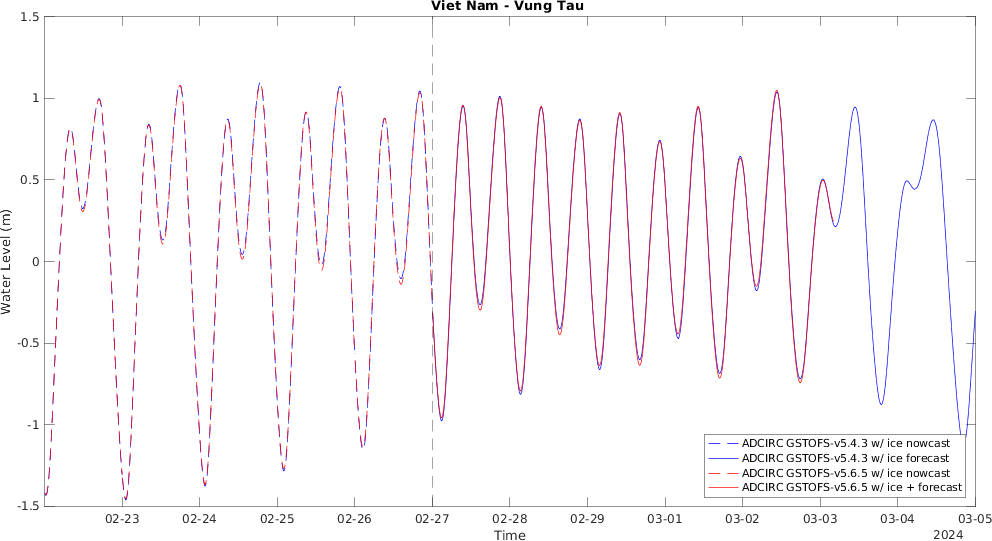 Viet Nam - Vung Tau
1.5
1
0.5
0
-0.5
-1
-1.5
Water Level (m)
ADCIRC GSTOFS-v5.4.3 w/ ice nowcast
ADCIRC GSTOFS-v5.4.3 w/ ice forecast
ADCIRC GSTOFS-v5.6.5 w/ ice nowcast
ADCIRC GSTOFS-v5.6.5 w/ ice + forecast
02-23 02-24 02-25 02-26 02-27 02-28 02-29 03-01 03-02 03-03 03-04 03-05
Time
2024